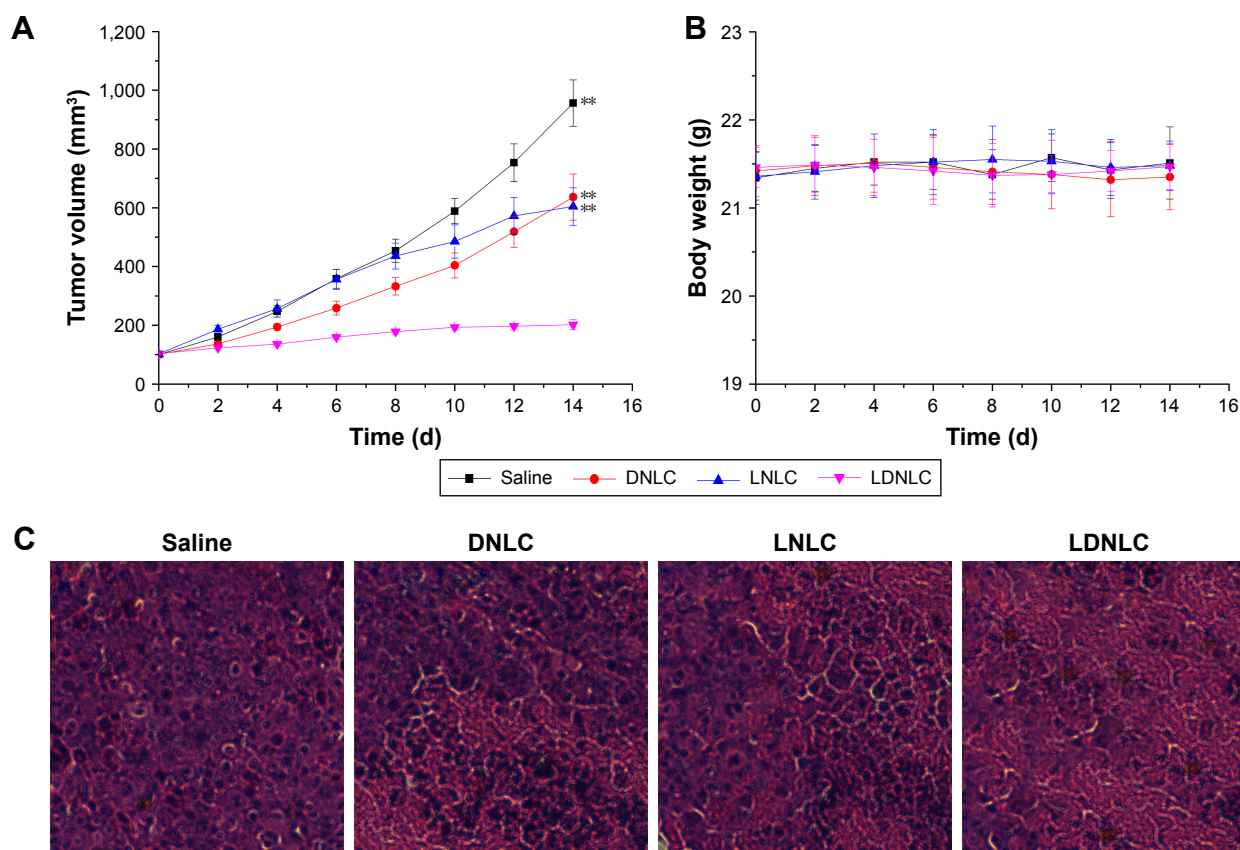 A
Tumor volume (mm³)
1,200
1,000
800
600
400
200
0
**
**
**
0 2 4 6 8 10 12 14 16
Time (d)
B
Body weight (g)
23
22
21
20
19
0 2 4 6 8 10 12 14 16
Time (d)
Saline DNLC LNLC LDNLC
C
Saline DNLC LNLC LDNLC